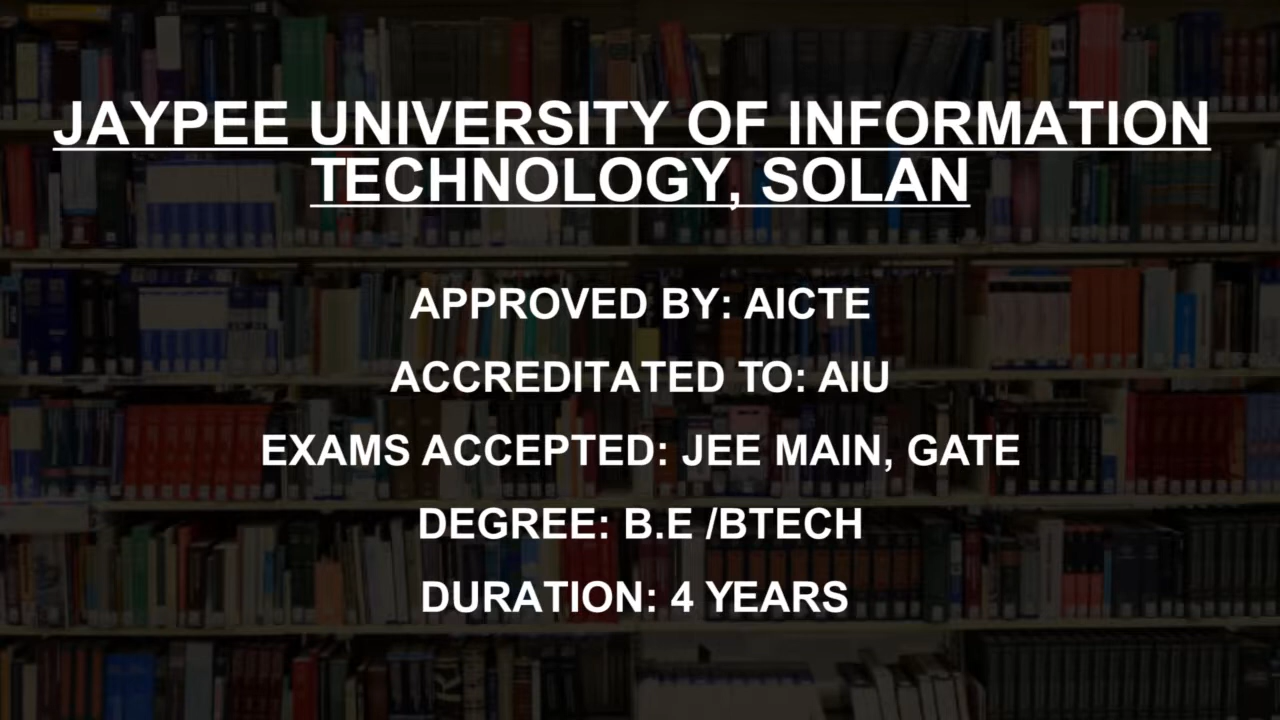 JAYPEE UNIVERSITY OF INFORMATION
TECHNOLOGY, SOLAN
APPROVED BY: AICTE
ACCREDITATED TO: AIU
EXAMS ACCEPTED: JEE MAIN, GATE
DEGREE: B.E /BTECH
DURATION: 4 YEARS